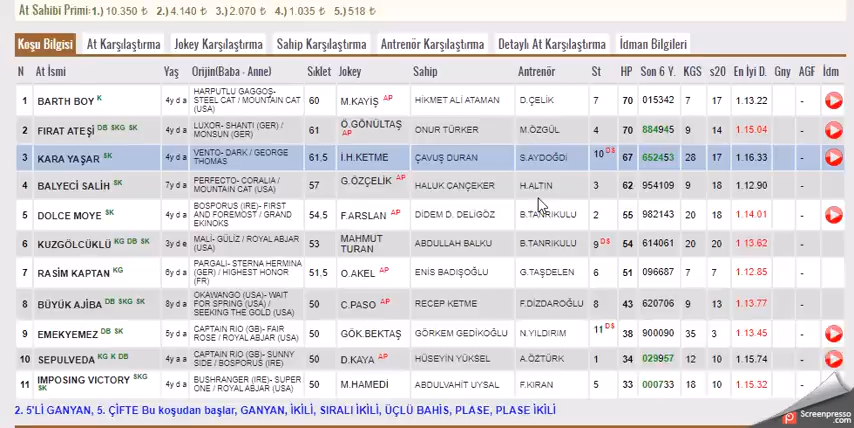 At Sahibi Primi:1.) 10.350 ₺ 2.) 4.140 ₺ 3.) 2.070 ₺ 4.) 1.035 ₺ 5.) 518 ₺
Koşu Bilgisi At Karşılaştırma Jokey Karşılaştırma Sahip Karşılaştırma Antrenör Karşılaştırma Detaylı At Karşılaştırma İdman Bilgileri
N At İsmi Yaş Orijin(Baba - Anne) Sıklet Jokey Sahip Antrenör St HP Son 6 Y. KGS s20 En İyi D. Gny AGF İdm
1 BARTH BOY K 4y d a HARPUTLU GAGGOŞ- STEEL CAT / MOUNTAIN CAT (USA) 60 M.KAYIŞ AP HİKMET ALİ ATAMAN D.ÇELİK 7 70 015342 7 17 1.13.22 -
2 FIRAT ATEŞİ DB SKG SK 4y d a LUXOR- SHANTI (GER) / MONSUN (GER) 61 Ö.GÖNÜLTAŞ AP ONUR TÜRKER M.ÖZGÜL 4 70 884945 9 14 1.15.04 -
3 KARA YAŞAR SK 4y d a VENTO- DARK / GEORGE THOMAS 61.5 I.H.KETME ÇAVUŞ DURAN S.AYDOĞDİ 10 DS 67 652453 28 17 1.16.33 -
4 BALYECİ SALİH SK 7y d a PERFECTO- CORALIA / MOUNTAIN CAT (USA) 57 G.ÖZÇELİK AP HALUK CANÇEKER H.ALTIN 3 62 954109 9 18 1.12.90 -
5 DOLCE MOYE SK 4y d a BOSPORUS (IRE)- FIRST AND FOREMOST / GRAND EKINOKS 54.5 F.ARSLAN AP DİDEM D. DELİGÖZ B.TANRIKULU 2 55 982143 20 18 1.14.01 -
6 KUZGÖLCÜKLÜ KG DB SK 3y d e MALİ- GÜLİZ / ROYAL ABJAR (USA) 53 MAHMUT TURAN ABDULLAH BALKU B.TANRIKULU 9 DS 54 614061 20 20 1.13.62 -
7 RASİM KAPTAN KG 6y d a PARGALI- STERNA HERMINA (GER) / HIGHEST HONOR (FR) 51.5 O.AKEL AP ENİS BADIŞOĞLU G.TAŞDELEN 6 51 096687 7 7 1.12.85 -
8 BÜYÜK AJİBA DB SKG SK 8y d a OKAWANGO (USA)- WAIT FOR SPRING (USA) / SEEKING THE GOLD (USA) 50 C.PASO AP RECEP KETME F.DİZDAROĞLU 8 43 620706 9 13 1.13.77 -
9 EMEKYEMEZ DB SK 5y d a CAPTAIN RIO (GB)- FAIR ROSE / ROYAL ABJAR (USA) 50 GÖK.BEKTAŞ GÖRKEM GEDİKOĞLU N.YILDIRIM 11 DS 38 900090 35 3 1.13.45 -
10 SEPULVEDA KG K DB 4y a a CAPTAIN RIO (GB)- SUNNY SIDE / BOSPORUS (IRE) 50 D.KAYA AP HÜSEYİN YÜKSEL A.ÖZTÜRK 1 34 029957 12 10 1.15.74 -
11 IMPOSING VICTORY SKG SK 4y d a BUSHRANGER (IRE)- SUPER ONE / ROYAL ABJAR (USA) 50 M.HAMEDİ ABDULVAHİT UYSAL F.KIRAN 5 33 000733 18 10 1.15.32 -
2. 5'Lİ GANYAN, 5. ÇİFTE Bu koşudan başlar, GANYAN, İKİLİ, SIRALI İKİLİ, ÜÇLÜ BAHİS, PLASE, PLASE İKİLİ
Screenpresso
.com